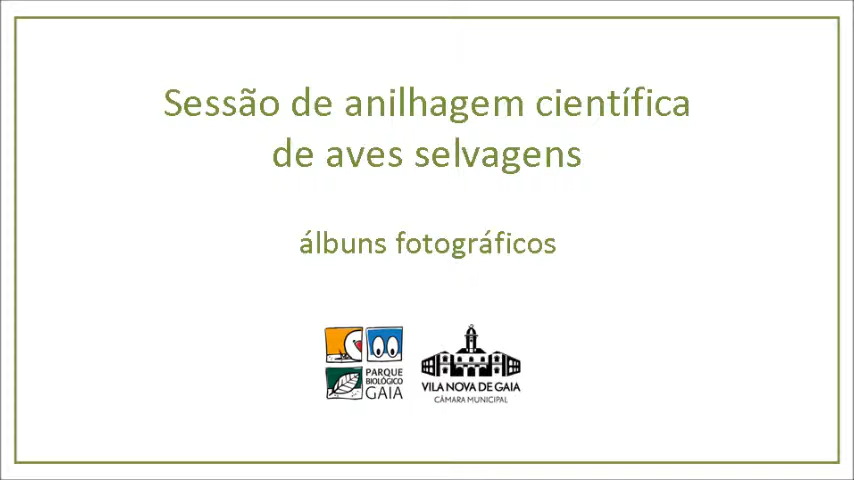 Sessão de anilhagem científica
de aves selvagens
álbuns fotográficos
PARQUE
BIOLÓGICO
GAIA
VILA NOVA DE GAIA
CÂMARA MUNICIPAL